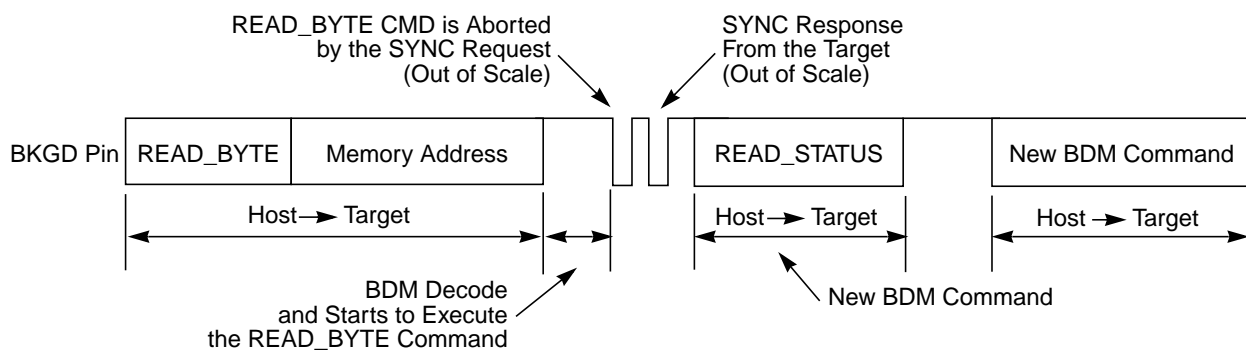 READ_BYTE CMD is Aborted
by the SYNC Request
(Out of Scale)
SYNC Response
From the Target
(Out of Scale)
BKGD Pin
READ_BYTE
Memory Address
READ_STATUS
New BDM Command
Host Target
Host Target
Host Target
BDM Decode
and Starts to Execute
the READ_BYTE Command
New BDM Command